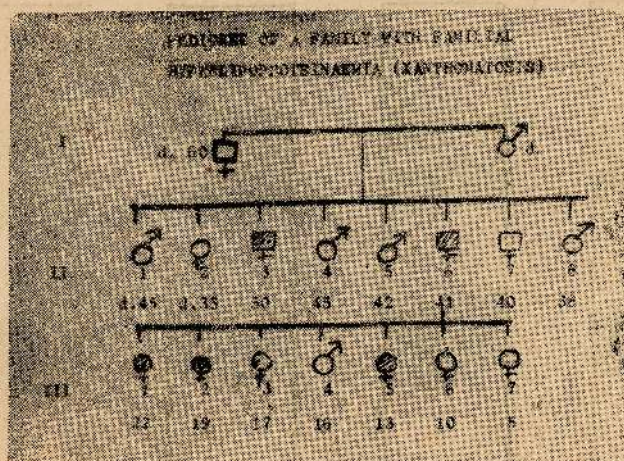 PEDIGREE OF A FAMILY WITH FAMILIAL
HYPERLIPOPROTEINAEMIA (XANTHOMATOSIS)
I d. 60 d.
1 2 3 4 5 6 7 8
II
d.45 d.35 50 45 42 41 40 38
1 2 3 4 5 6 7
III
22 19 17 16 13 10 8